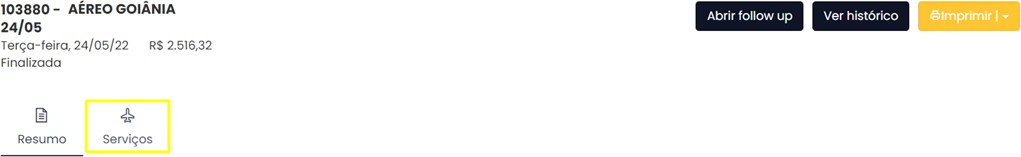 103880 - AÉREO GOIÂNIA
24/05
Terça-feira, 24/05/22 R$ 2.516,32
Finalizada
Abrir follow up Ver histórico Imprimir |
Resumo Serviços